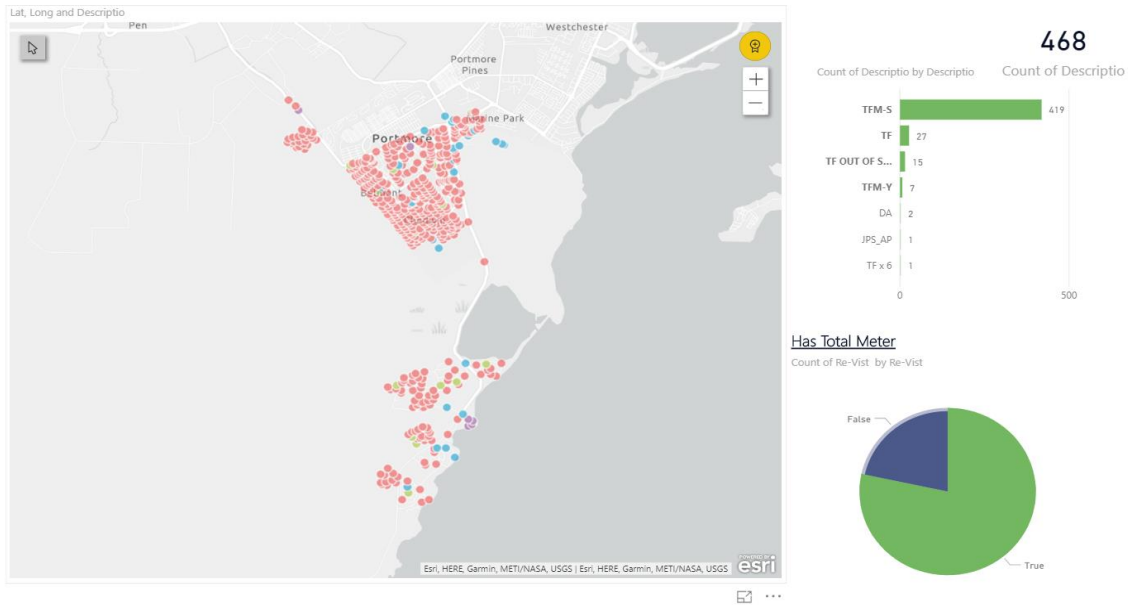 Lat, Long and Descriptio
Pen
Westchester
Portmore
Pines
Portmore
468
Count of Descriptio
Count of Descriptio by Descriptio
TFM-S 419
TF 27
TF OUT OF S... 15
TFM-Y 7
DA 2
JPS_AP 1
TF x 6 1
0 500
Has Total Meter
Count of Re-Vist by Re-Vist
False
True
Esri, HERE, Garmin, METI/NASA, USGS | Esri, HERE, Garmin, METI/NASA, USGS
POWERED BY
esri